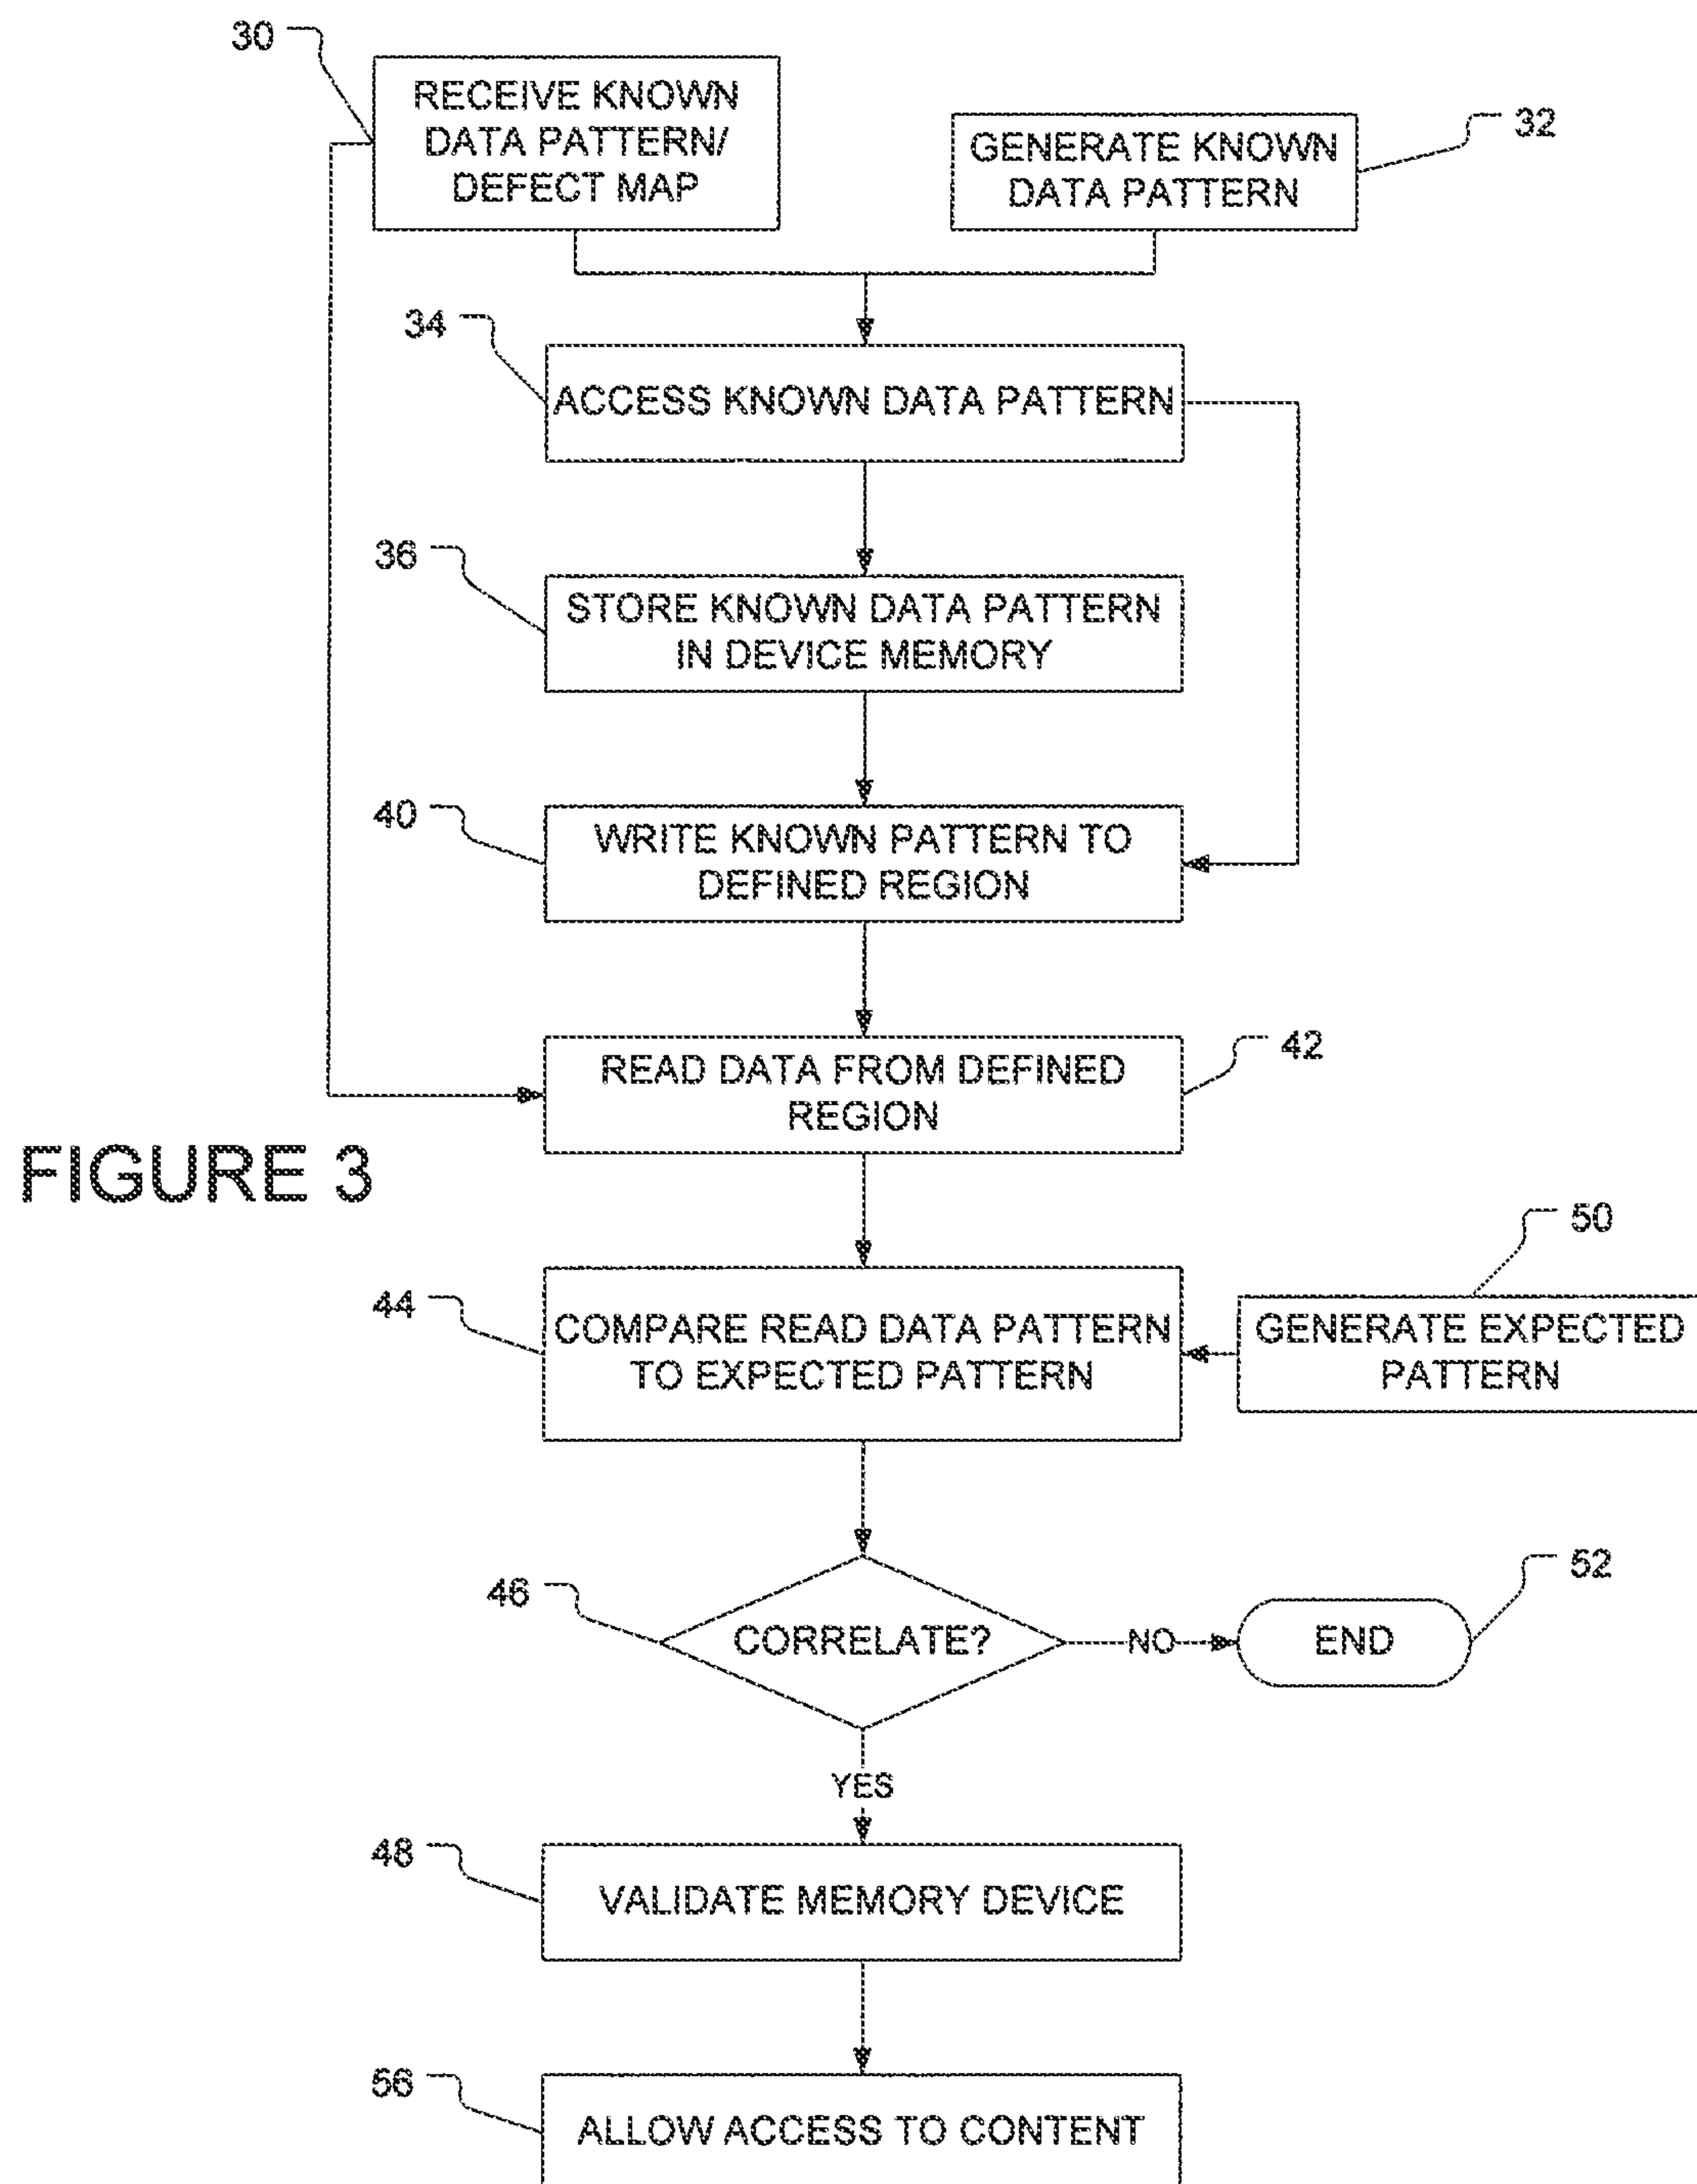 30
RECEIVE KNOWN
DATA PATTERN/
DEFECT MAP
32
GENERATE KNOWN
DATA PATTERN
34
ACCESS KNOWN DATA PATTERN
36
STORE KNOWN DATA PATTERN
IN DEVICE MEMORY
40
WRITE KNOWN PATTERN TO
DEFINED REGION
42
READ DATA FROM DEFINED
REGION
FIGURE 3
44
COMPARE READ DATA PATTERN
TO EXPECTED PATTERN
50
GENERATE EXPECTED
PATTERN
46
CORRELATE?
NO
52
END
YES
48
VALIDATE MEMORY DEVICE
56
ALLOW ACCESS TO CONTENT